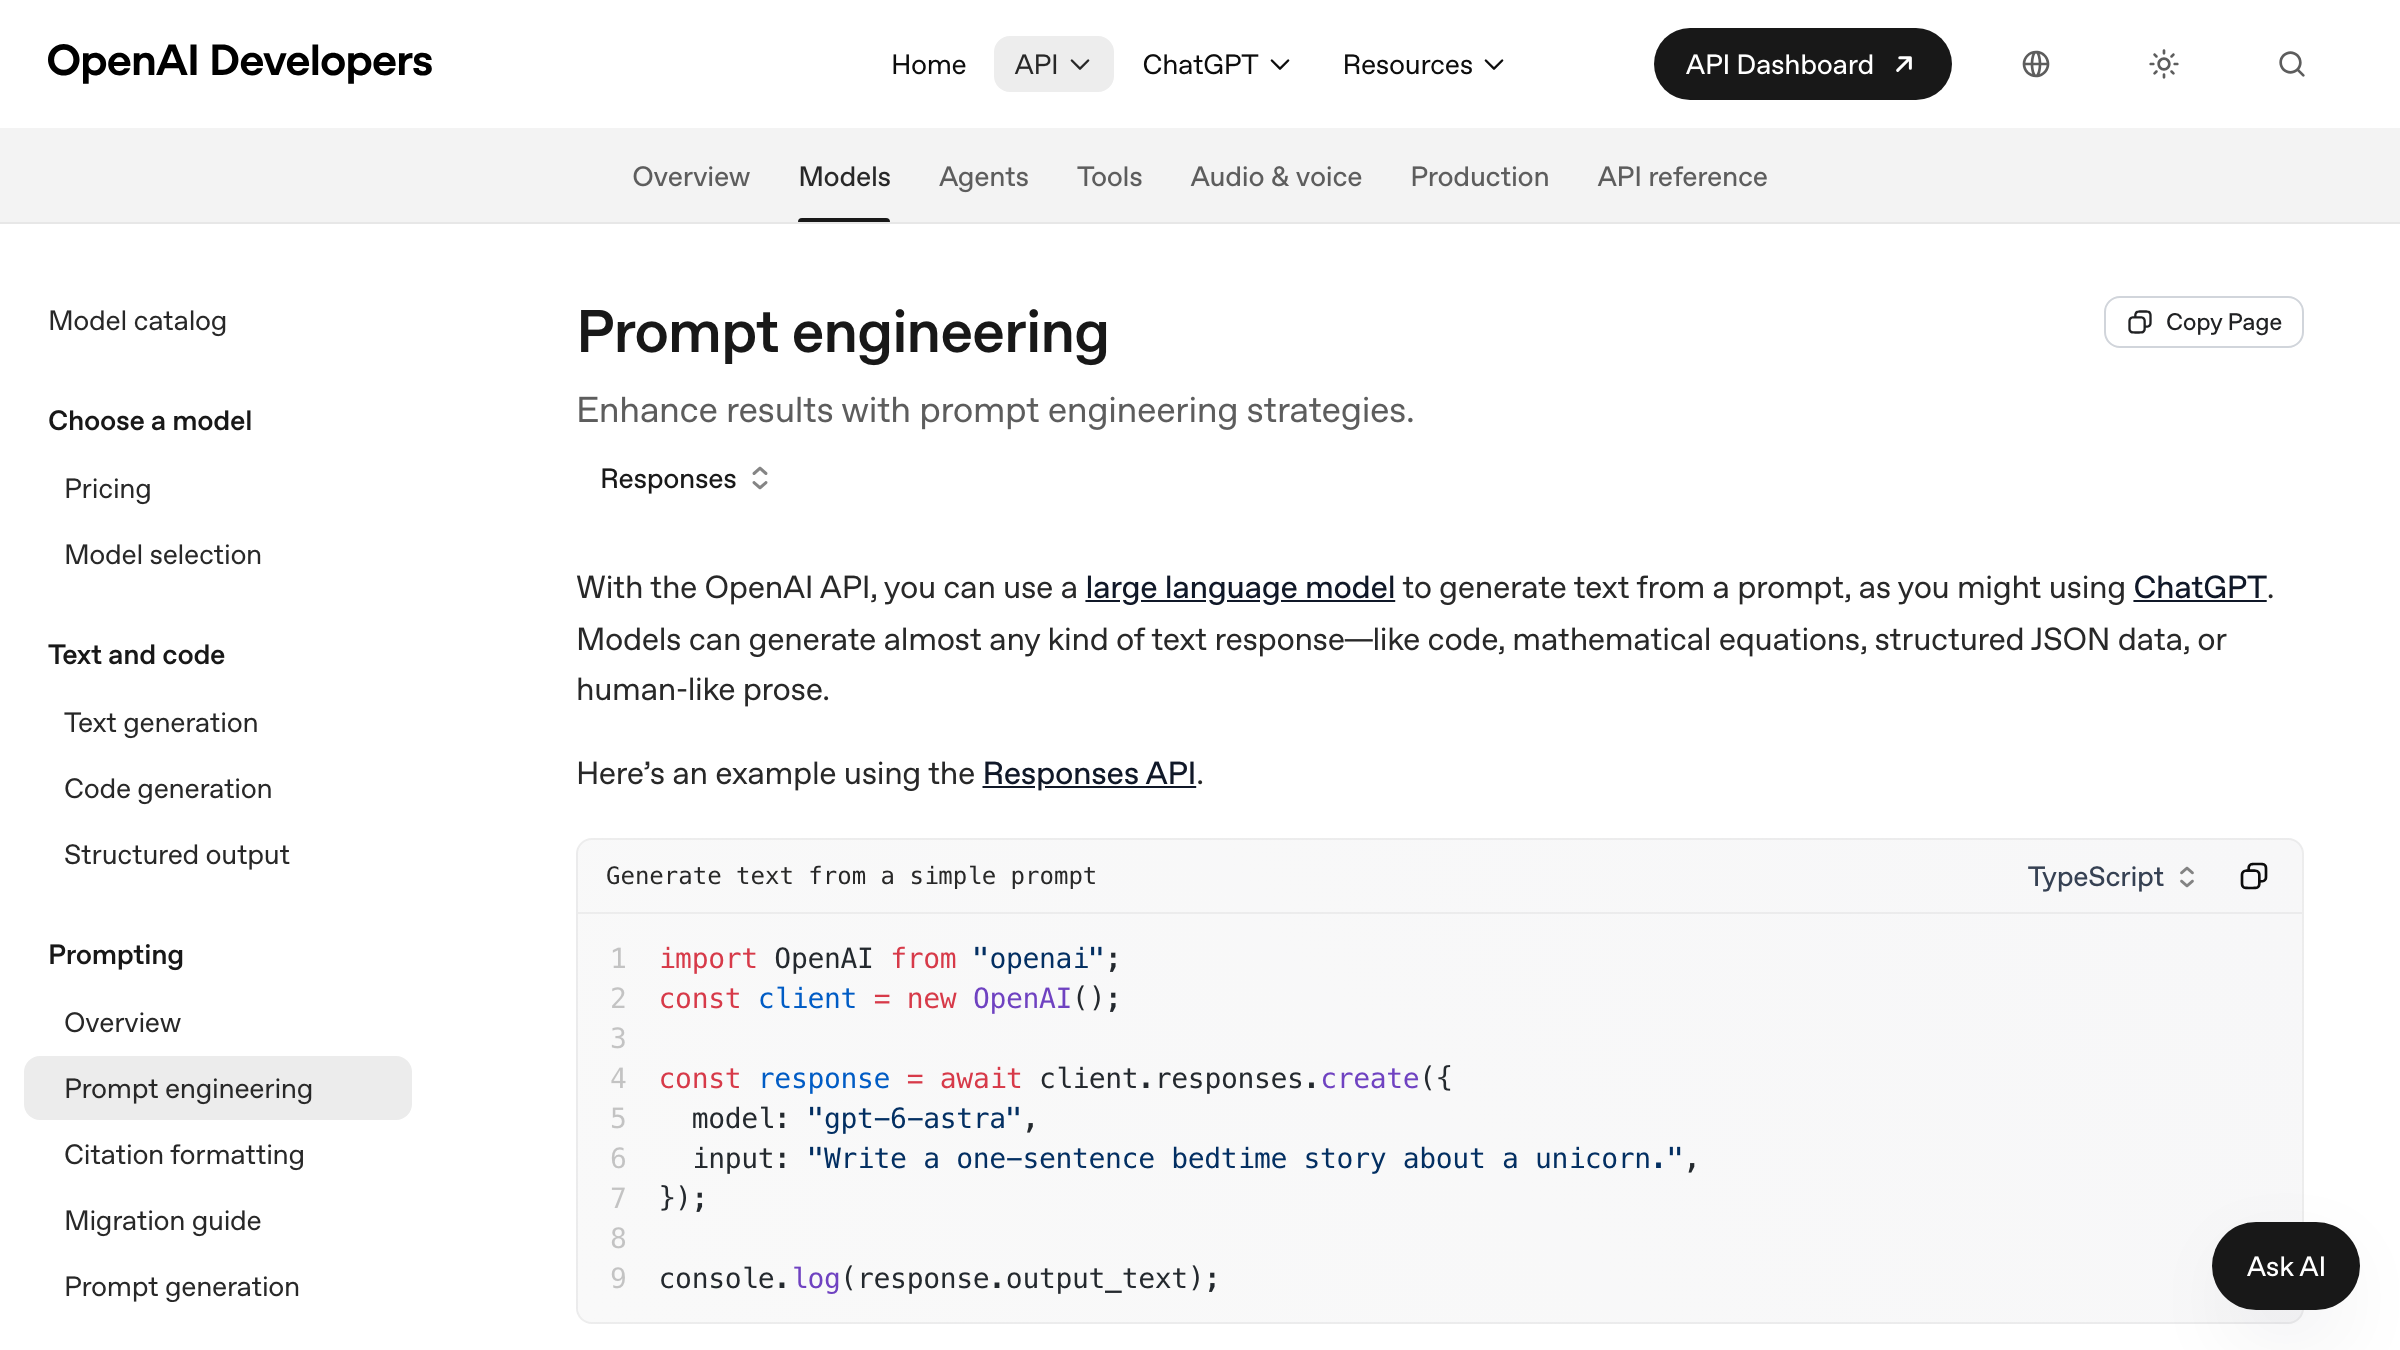 OpenAI Developers
Home
API
ChatGPT
Resources
API Dashboard
Overview
Models
Agents
Tools
Audio & voice
Production
API reference
Model catalog
Choose a model
Pricing
Model selection
Text and code
Text generation
Code generation
Structured output
Prompting
Overview
Prompt engineering
Citation formatting
Migration guide
Prompt generation
Prompt engineering
Copy Page
Enhance results with prompt engineering strategies.
Responses
With the OpenAI API, you can use a large language model to generate text from a prompt, as you might using ChatGPT.
Models can generate almost any kind of text response—like code, mathematical equations, structured JSON data, or
human-like prose.
Here’s an example using the Responses API.
Generate text from a simple prompt
TypeScript
1 import OpenAI from "openai";
2 const client = new OpenAI();
3
4 const response = await client.responses.create({
5   model: "gpt-6-astra",
6   input: "Write a one-sentence bedtime story about a unicorn.",
7 });
8
9 console.log(response.output_text);
Ask AI